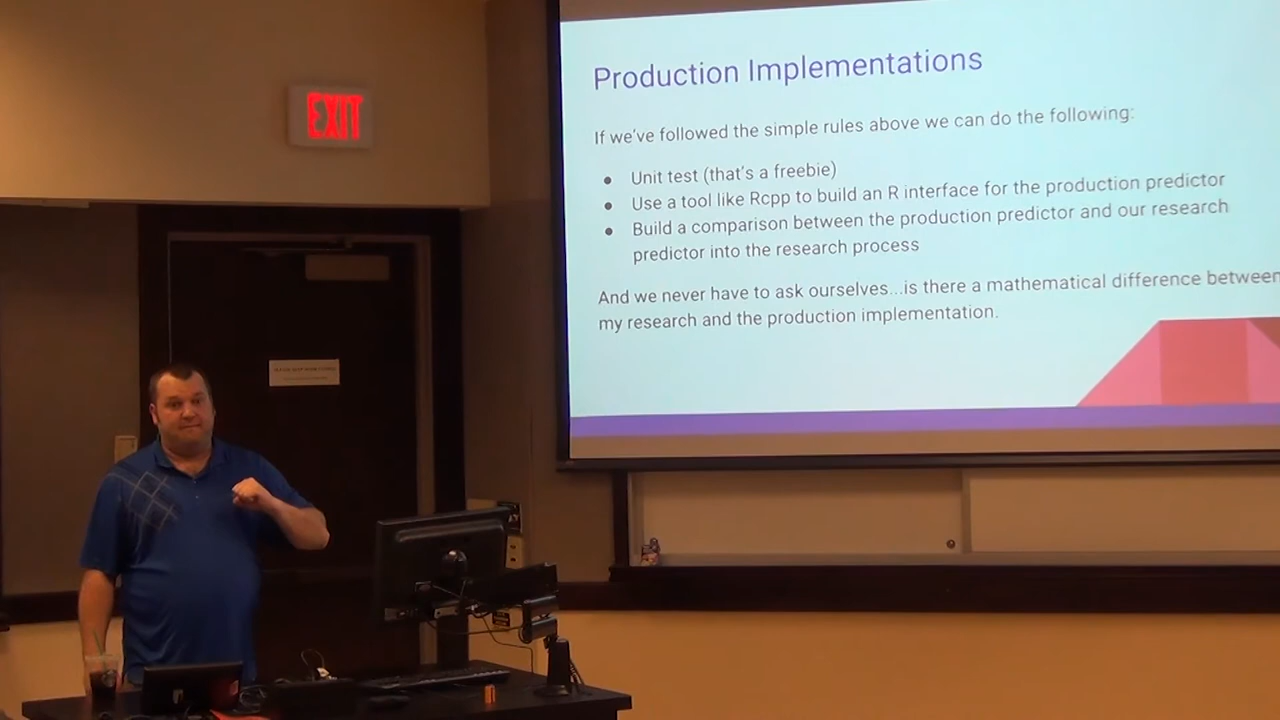 EXIT
Production Implementations
If we've followed the simple rules above we can do the following:
● Unit test (that's a freebie)
● Use a tool like Rcpp to build an R interface for the production predictor
● Build a comparison between the production predictor and our research
predictor into the research process
And we never have to ask ourselves...is there a mathematical difference between
my research and the production implementation.